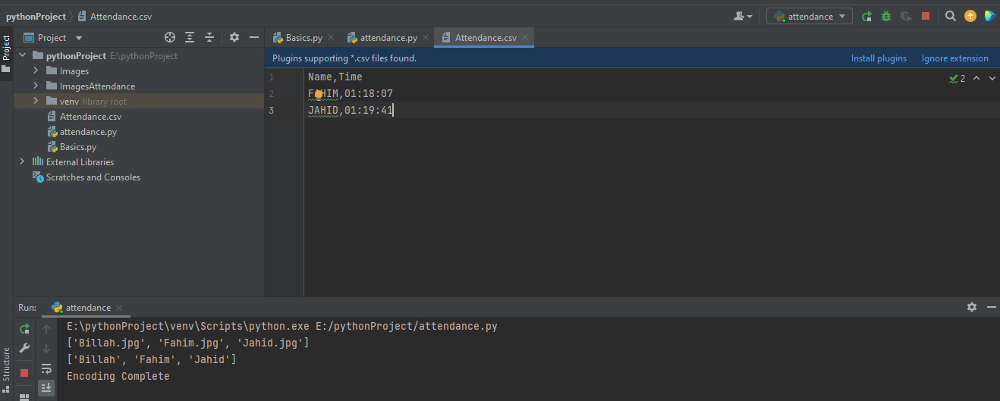 pythonProject Attendance.csv
attendance
Project
Project
pythonProject E:\pythonProject
Images
ImagesAttendance
venv library root
Attendance.csv
attendance.py
Basics.py
External Libraries
Scratches and Consoles
Basics.py attendance.py Attendance.csv
Plugins supporting *.csv files found. Install plugins Ignore extension
1 Name,Time 2
2 FAHIM,01:18:07
3 JAHID,01:19:41
Structure
Run: attendance
E:\pythonProject\venv\Scripts\python.exe E:/pythonProject/attendance.py
['Billah.jpg', 'Fahim.jpg', 'Jahid.jpg']
['Billah', 'Fahim', 'Jahid']
Encoding Complete